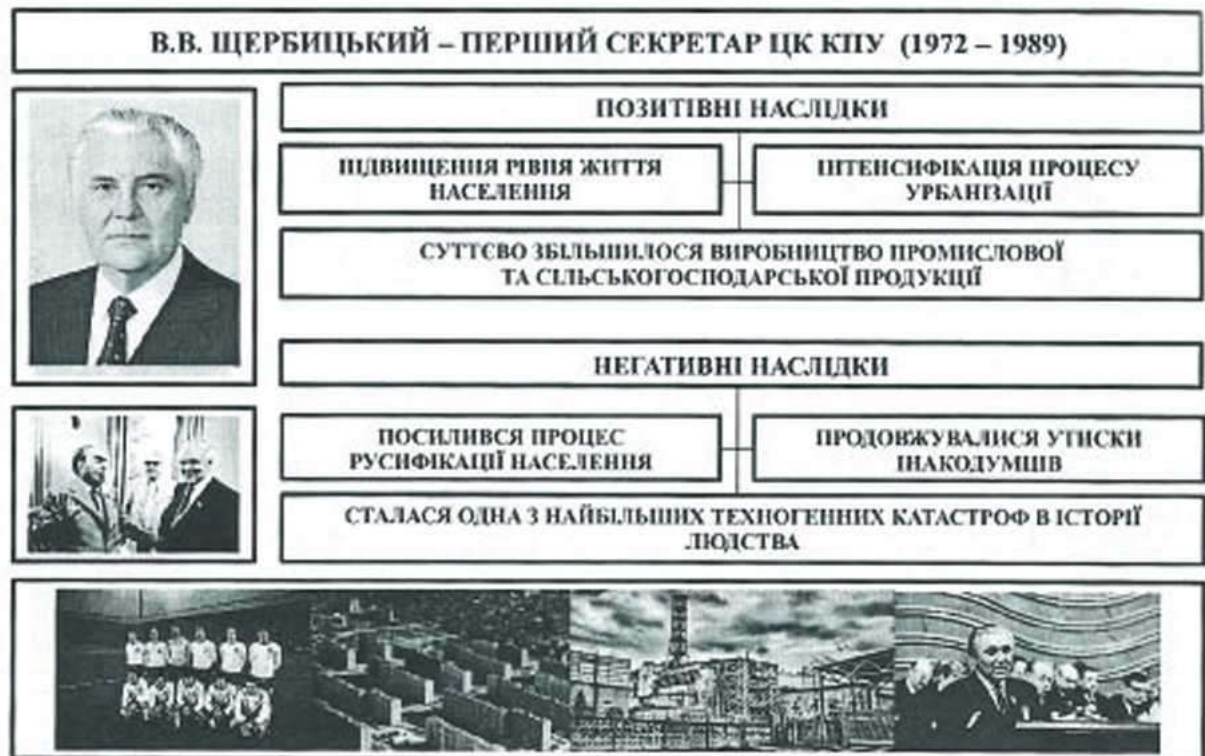 В.В. ЩЕРБИЦЬКИЙ – ПЕРШИЙ СЕКРЕТАР ЦК КПУ (1972 – 1989)
ПОЗИТІВНІ НАСЛІДКИ
ПІДВИЩЕННЯ РІВНЯ ЖИТТЯ
НАСЕЛЕННЯ
ІНТЕНСИФІКАЦІЯ ПРОЦЕСУ
УРБАНІЗАЦІЇ
СУТТЄВО ЗБІЛЬШИЛОСЯ ВИРОБНИЦТВО ПРОМИСЛОВОЇ
ТА СІЛЬСЬКОГОСПОДАРСЬКОЇ ПРОДУКЦІЇ
НЕГАТИВНІ НАСЛІДКИ
ПОСИЛИВСЯ ПРОЦЕС
РУСИФІКАЦІЇ НАСЕЛЕННЯ
ПРОДОВЖУВАЛИСЯ УТИСКИ
ІНАКОДУМЦІВ
СТАЛАСЯ ОДНА З НАЙБІЛЬШИХ ТЕХНОГЕННИХ КАТАСТРОФ В ІСТОРІЇ
ЛЮДСТВА